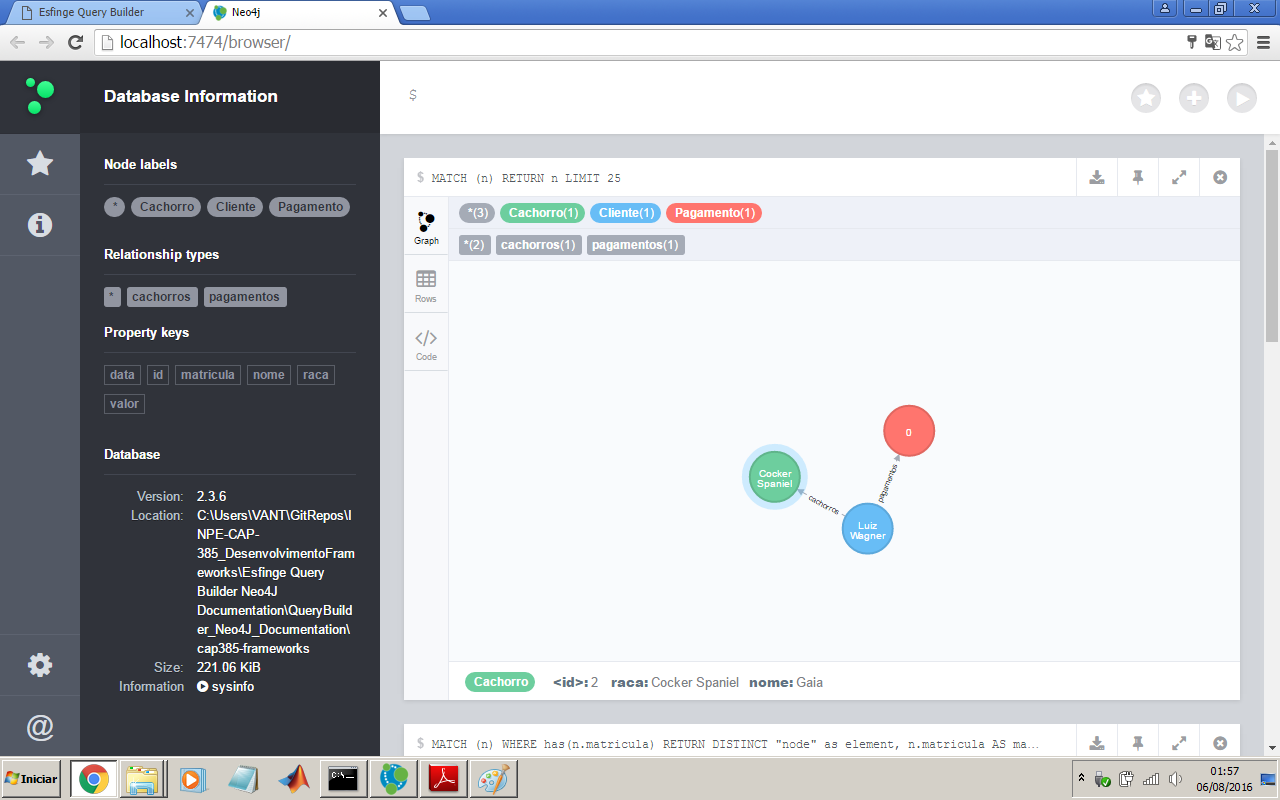 Esfinge Query Builder
Neo4j
localhost:7474/browser/
Database Information
$
Node labels
* Cachorro Cliente Pagamento
Relationship types
* cachorros pagamentos
Property keys
data id matricula nome raca
valor
Database
Version: 2.3.6
Location: C:\Users\VANT\GitRepos\I
NPE-CAP-
385_DesenvolvimentoFram
eworks\Esfinge Query
Builder Neo4J
Documentation\QueryBuild
er_Neo4J_Documentation\
cap385-frameworks
Size: 221.06 KiB
Information sysinfo
@
$ MATCH (n) RETURN n LIMIT 25
Graph
Rows
Code
*(3) Cachorro(1) Cliente(1) Pagamento(1)
*(2) cachorros(1) pagamentos(1)
0
pagamentos
Cocker
Spaniel
cachorros
Luiz
Wagner
Cachorro <id>: 2 raca: Cocker Spaniel nome: Gaia
$ MATCH (n) WHERE has(n.matricula) RETURN DISTINCT "node" as element, n.matricula AS ma…
Iniciar
C:\.
01:57
06/08/2016